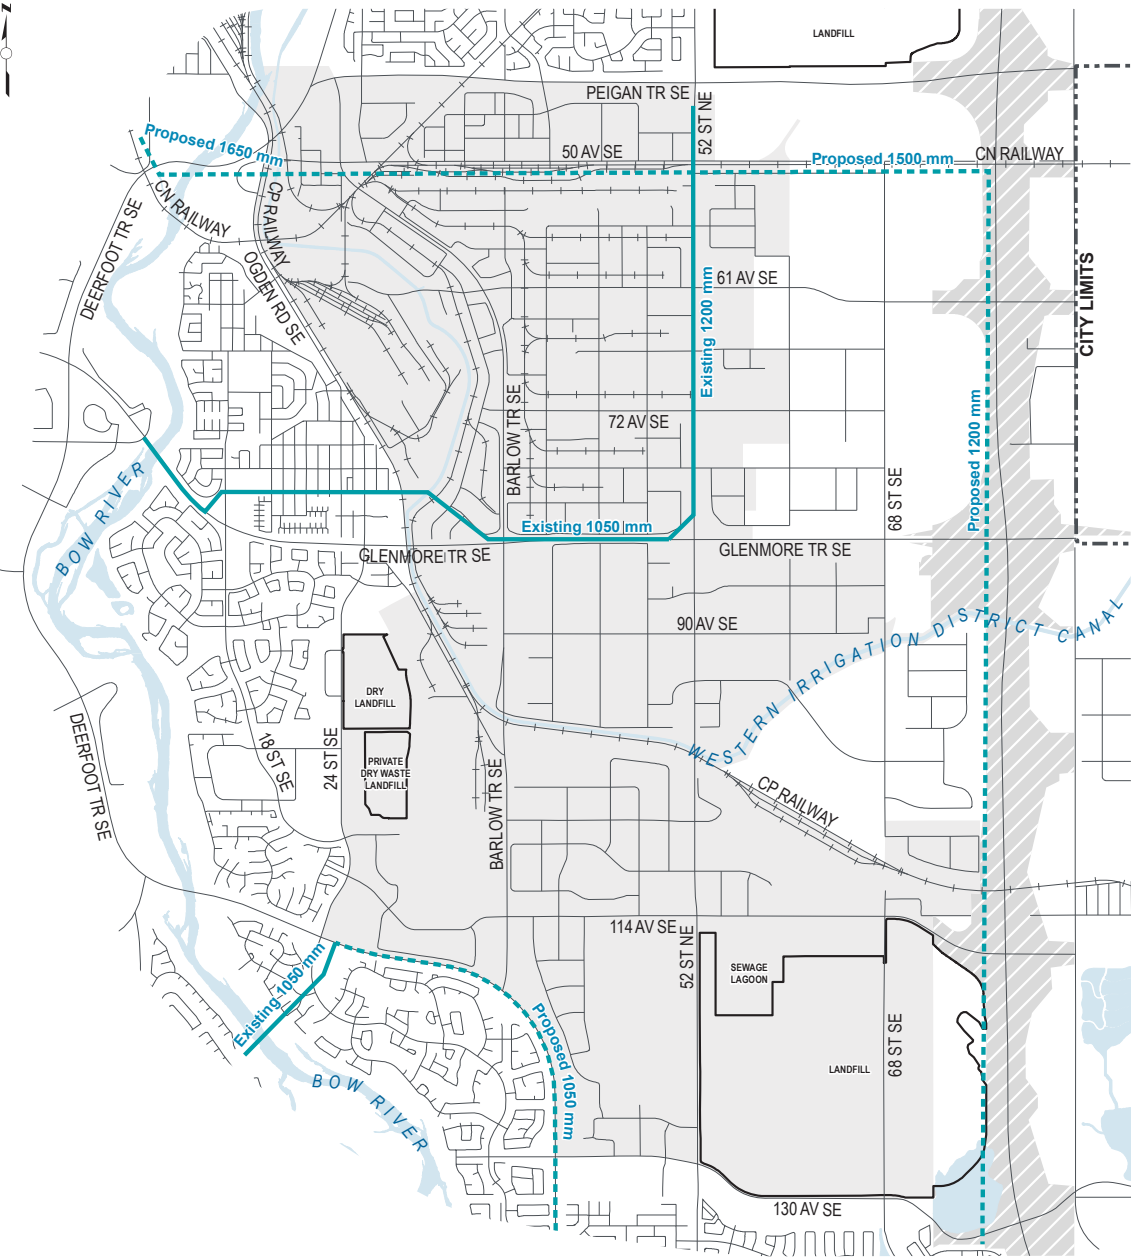 N
LANDFILL
PEIGAN TR SE
52 ST NE
Proposed 1650 mm
50 AV SE
Proposed 1500 mm
CN RAILWAY
CN RAILWAY
CP RAILWAY
DEERFOOT TR SE
OGDEN RD SE
61 AV SE
CITY LIMITS
Existing 1200 mm
BARLOW TR SE
72 AV SE
Proposed 1200 mm
68 ST SE
BOW RIVER
Existing 1050 mm
GLENMORE TR SE
GLENMORE TR SE
90 AV SE
WESTERN IRRIGATION DISTRICT CANAL
DRY
LANDFILL
DEERFOOT TR SE
18 ST SE
24 ST SE
PRIVATE
DRY WASTE
LANDFILL
BARLOW TR SE
CP RAILWAY
114 AV SE
52 ST NE
SEWAGE
LAGOON
Existing 1050 mm
Proposed 1050 mm
68 ST SE
LANDFILL
BOW RIVER
130 AV SE